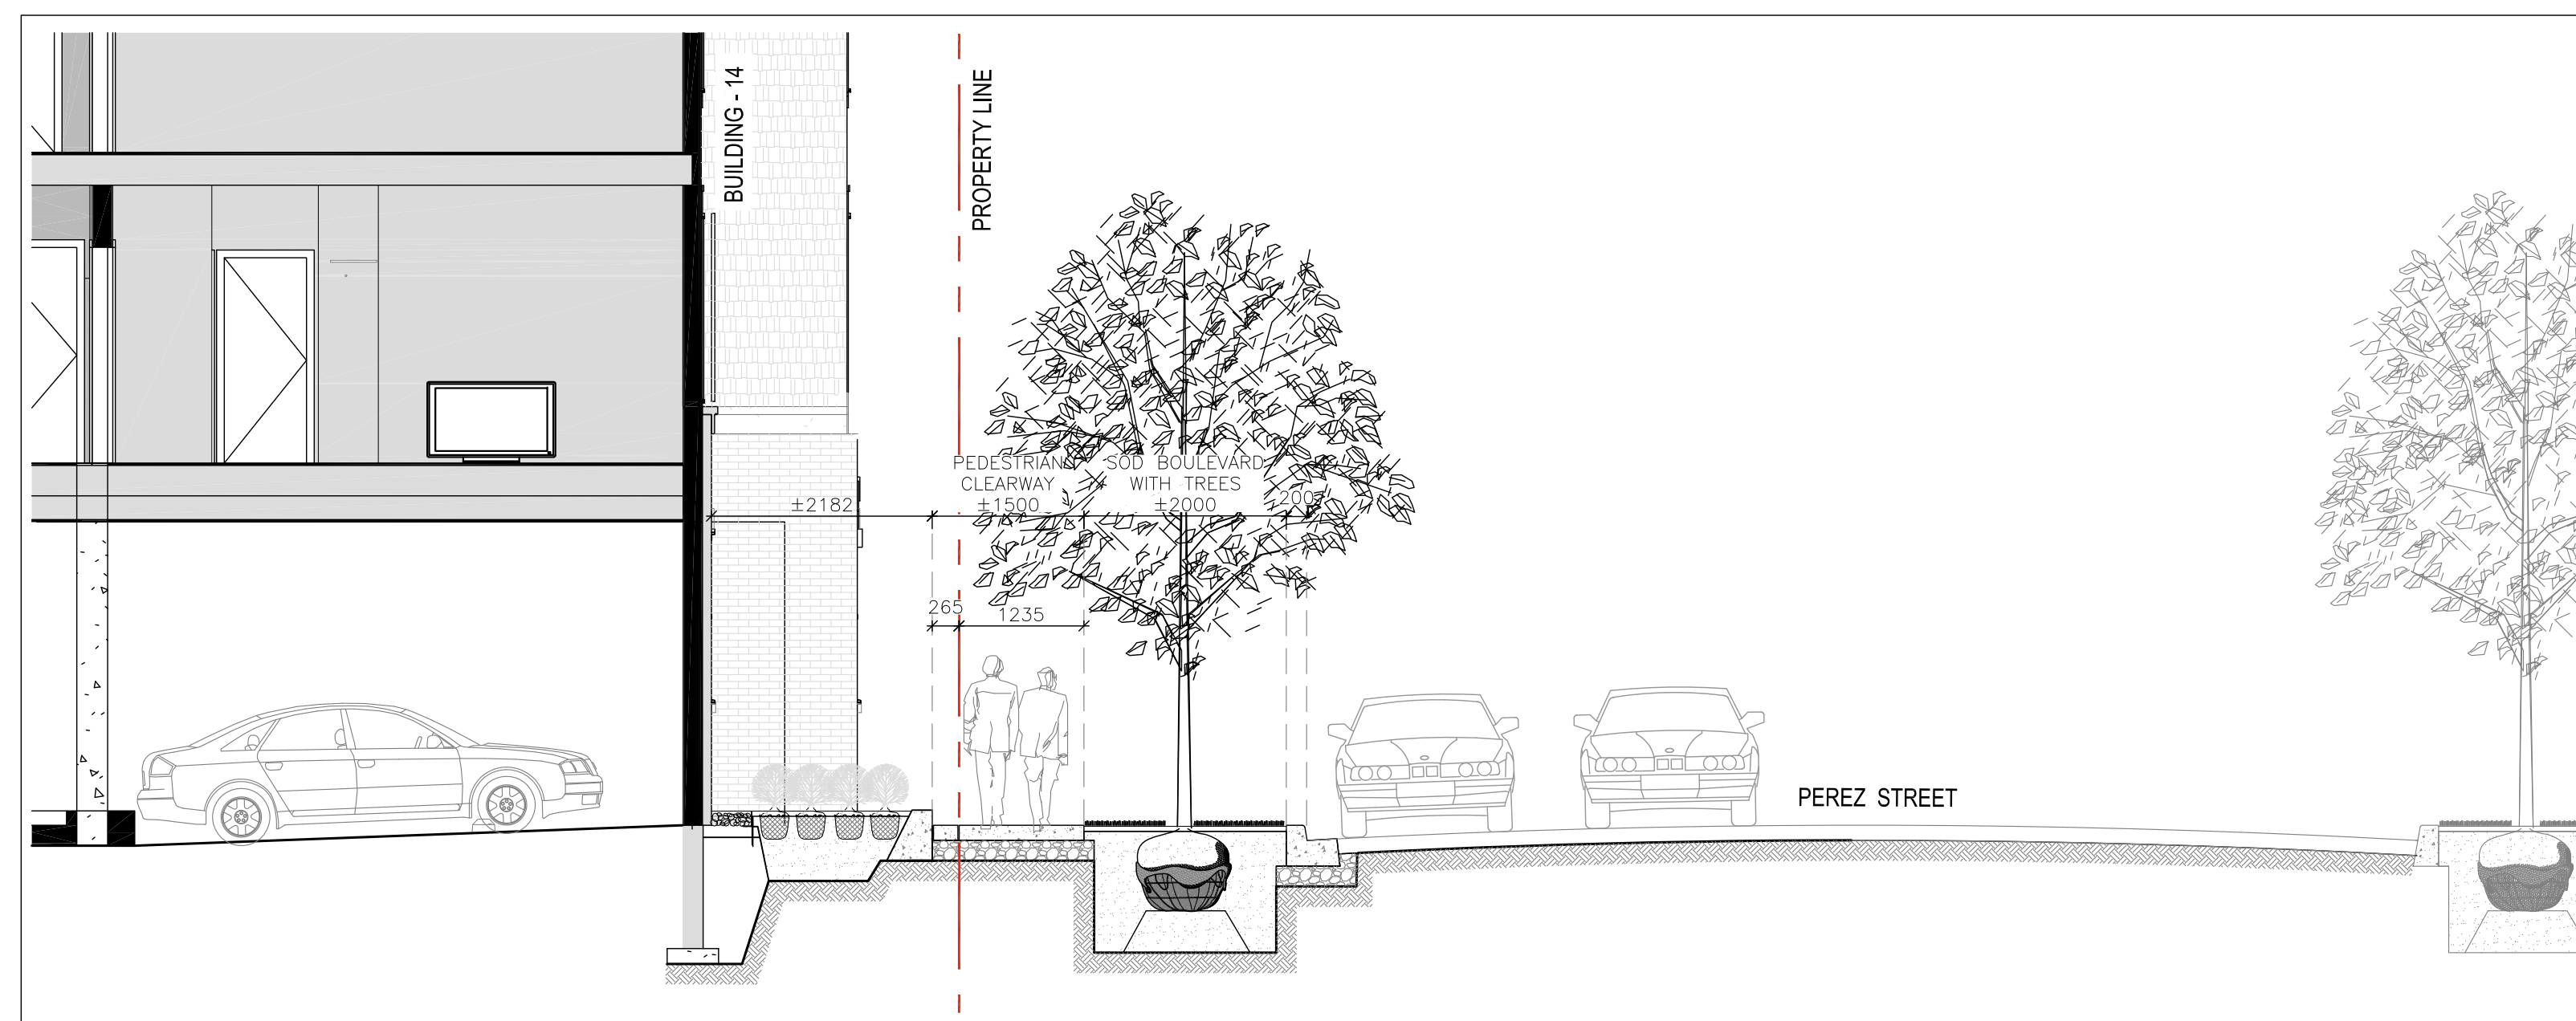 BUILDING - 14
PROPERTY LINE
PEDESTRIAN
CLEARWAY
±1500
SOD BOULEVARD
WITH TREES
±2000
±2182
200
265
1235
PEREZ STREET